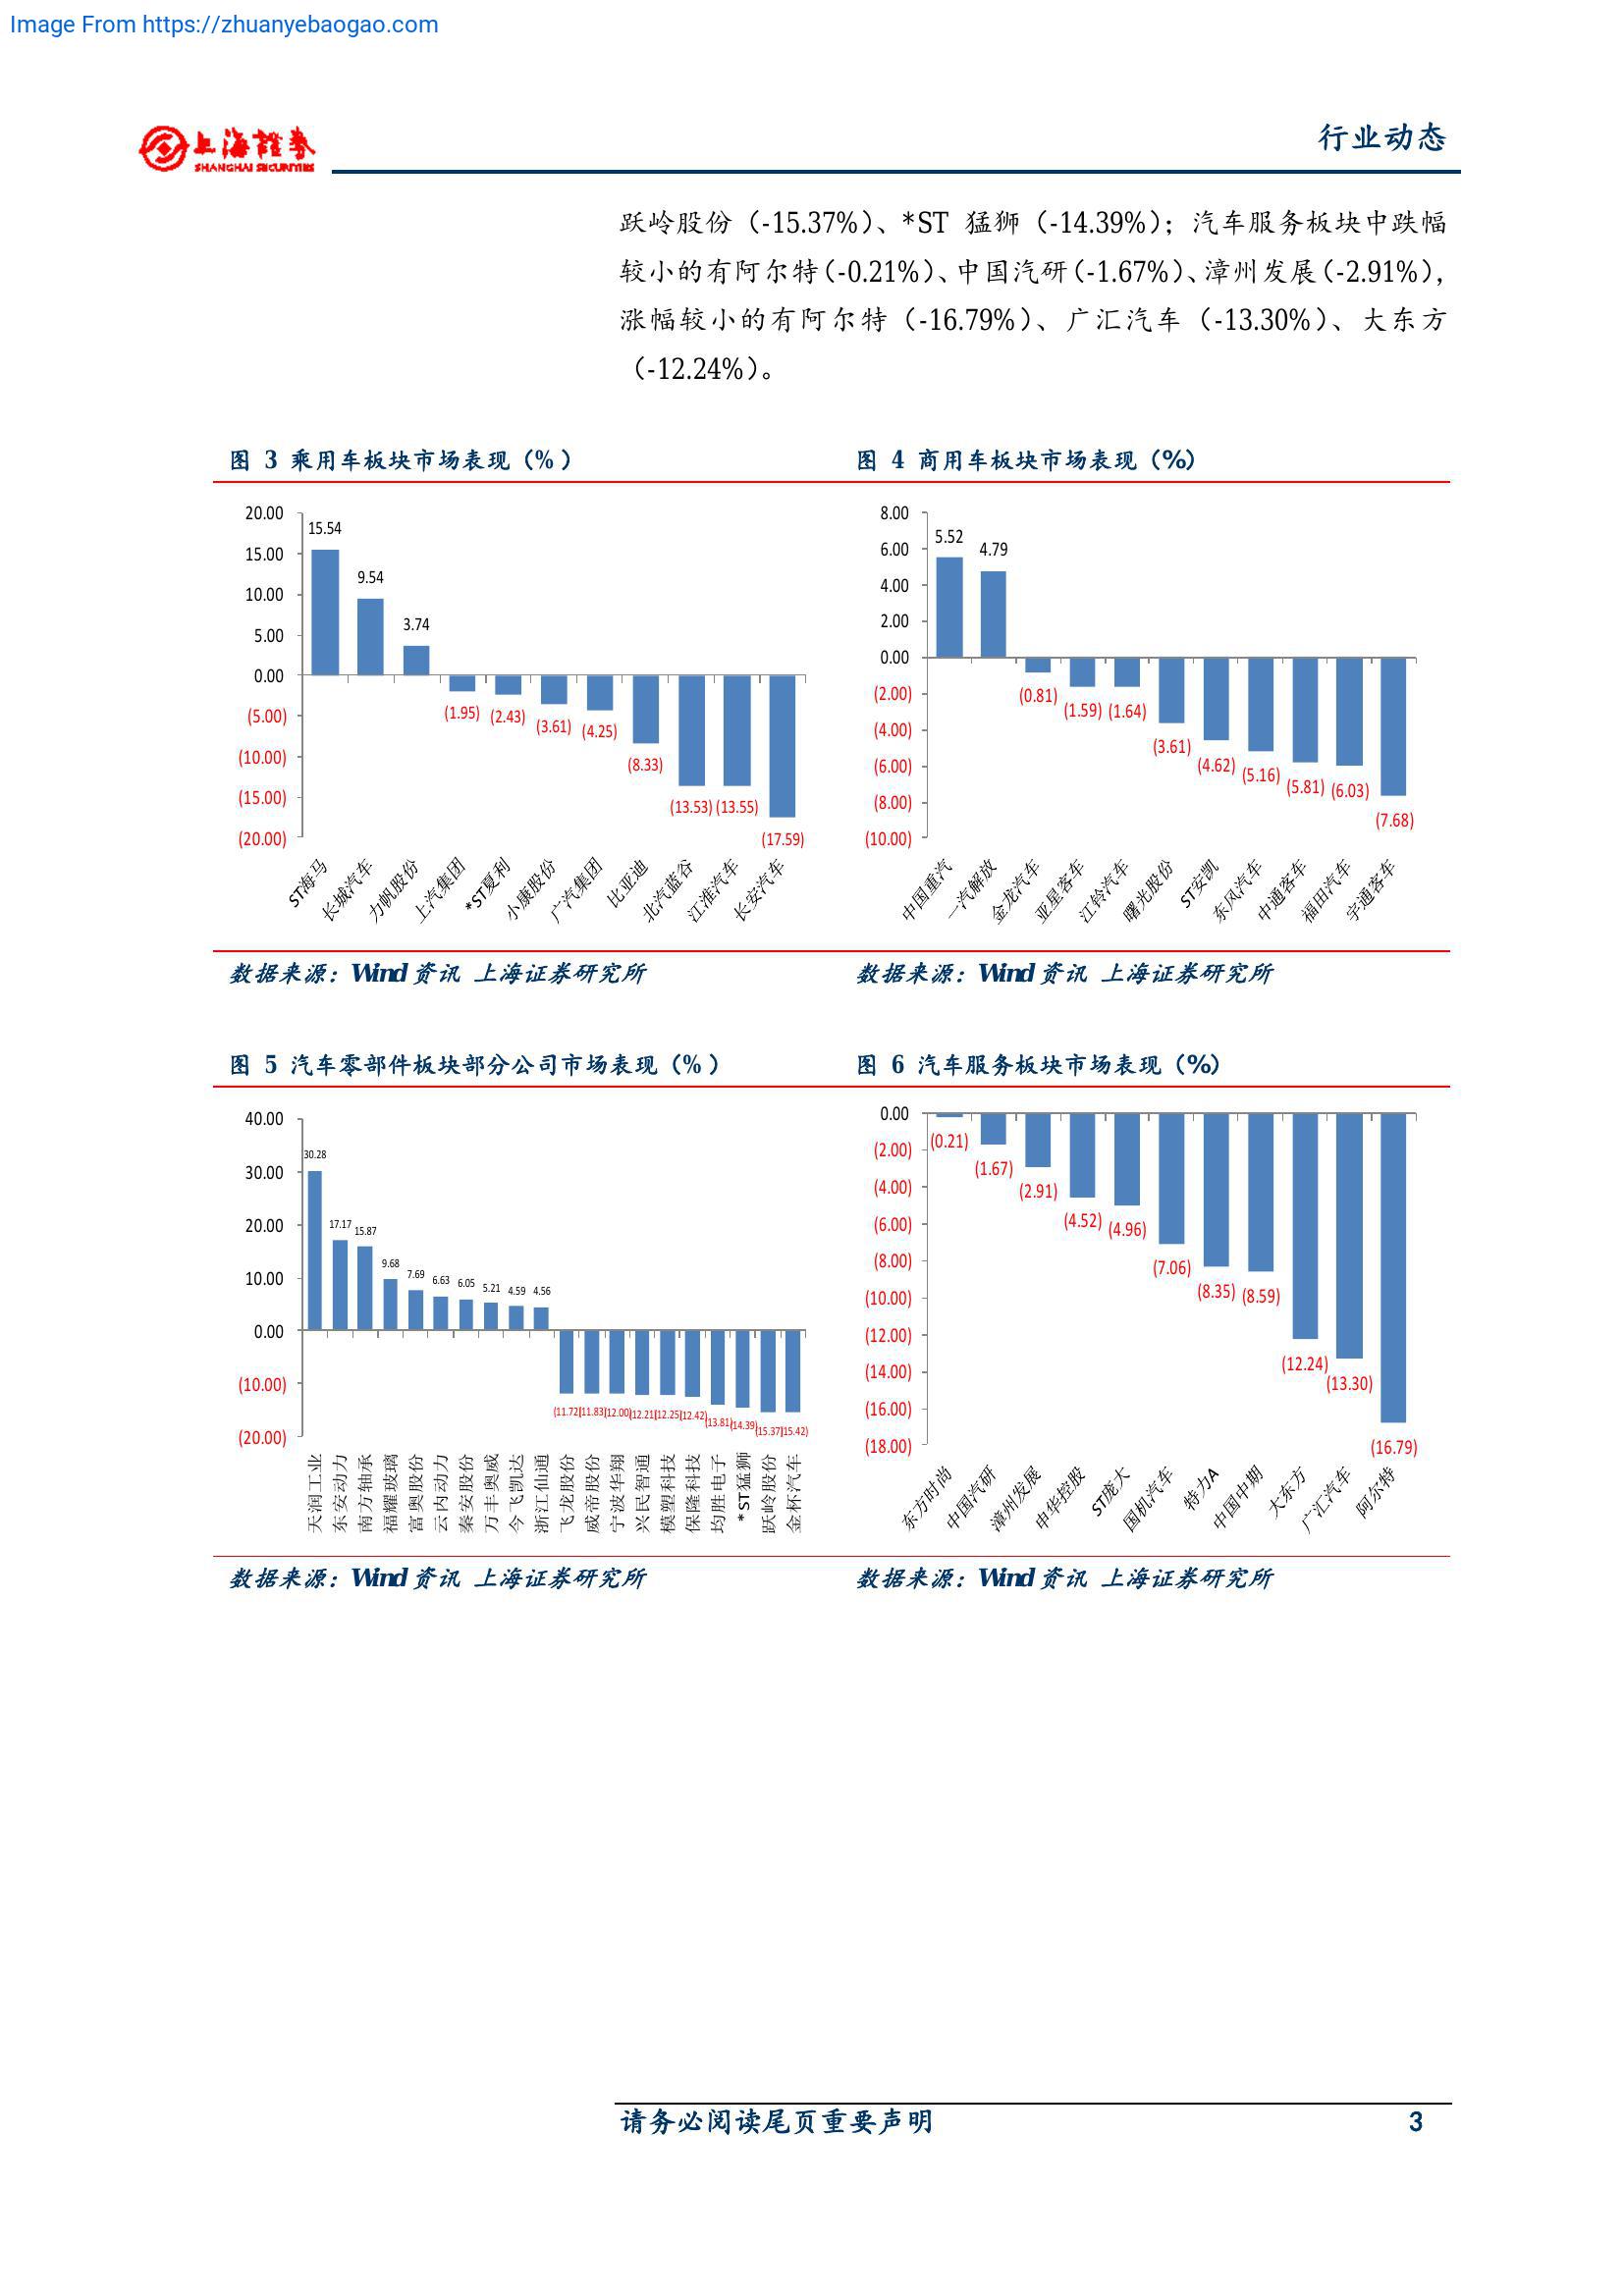 Image From https://zhuanyebaogao.com
上海證券
SHANGHAI SECURITIES
行业动态
跃岭股份（-15.37%）、*ST 猛狮（-14.39%）；汽车服务板块中跌幅
较小的有阿尔特（-0.21%）、中国汽研（-1.67%）、漳州发展（-2.91%），
涨幅较小的有阿尔特（-16.79%）、广汇汽车（-13.30%）、大东方
（-12.24%）。
图 3 乘用车板块市场表现（%）
20.00
15.00
10.00
5.00
0.00
(5.00)
(10.00)
(15.00)
(20.00)
15.54
9.54
3.74
(1.95)
(2.43)
(3.61)
(4.25)
(8.33)
(13.53)
(13.55)
(17.59)
ST海马
长城汽车
力帆股份
上汽集团
*ST夏利
小康股份
广汽集团
比亚迪
北汽蓝谷
江淮汽车
长安汽车
数据来源：Wind 资讯 上海证券研究所
图 4 商用车板块市场表现（%）
8.00
6.00
4.00
2.00
0.00
(2.00)
(4.00)
(6.00)
(8.00)
(10.00)
5.52
4.79
(0.81)
(1.59)
(1.64)
(3.61)
(4.62)
(5.16)
(5.81)
(6.03)
(7.68)
中国重汽
一汽解放
金龙汽车
亚星客车
江铃汽车
曙光股份
ST安凯
东风汽车
中通客车
福田汽车
宇通客车
数据来源：Wind 资讯 上海证券研究所
图 5 汽车零部件板块部分公司市场表现（%）
40.00
30.00
20.00
10.00
0.00
(10.00)
(20.00)
30.28
17.17
15.87
9.68
7.69
6.63
6.05
5.21
4.59
4.56
(11.72)
(11.83)
(12.00)
(12.21)
(12.25)
(12.42)
(13.81)
(14.39)
(15.37)
(15.42)
天润工业
东安动力
南方轴承
福耀玻璃
富奥股份
云内动力
秦安股份
万丰奥威
今飞凯达
浙江仙通
飞龙股份
威帝股份
宁波华翔
兴民智通
模塑科技
保隆科技
均胜电子
*ST猛狮
跃岭股份
金杯汽车
数据来源：Wind 资讯 上海证券研究所
图 6 汽车服务板块市场表现（%）
0.00
(2.00)
(4.00)
(6.00)
(8.00)
(10.00)
(12.00)
(14.00)
(16.00)
(18.00)
(0.21)
(1.67)
(2.91)
(4.52)
(4.96)
(7.06)
(8.35)
(8.59)
(12.24)
(13.30)
(16.79)
东方时尚
中国汽研
漳州发展
申华控股
ST庞大
国机汽车
特力A
中国中期
大东方
广汇汽车
阿尔特
数据来源：Wind 资讯 上海证券研究所
请务必阅读尾页重要声明
3